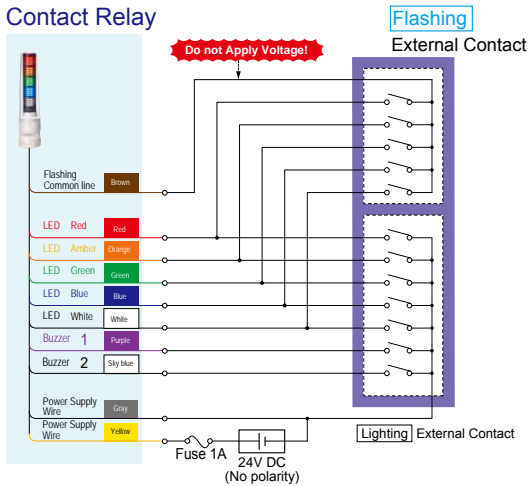 Contact Relay
Flashing
External Contact
Do not Apply Voltage!
Flashing
Common line
Brown
LED Red
Red
LED Amber
Orange
LED Green
Green
LED Blue
Blue
LED White
White
Buzzer 1
Purple
Buzzer 2
Sky blue
Power Supply
Wire
Gray
Power Supply
Wire
Yellow
Fuse 1A
24V DC
(No polarity)
Lighting External Contact